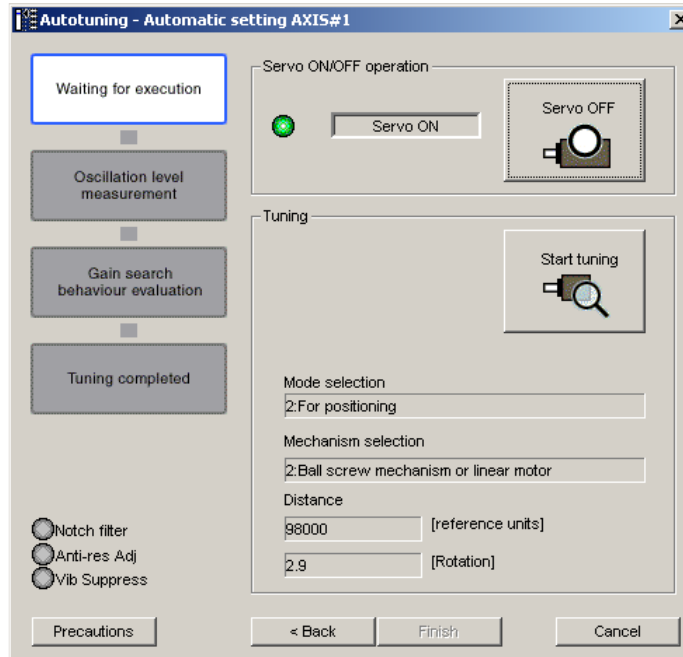 Autotuning - Automatic setting AXIS#1
Waiting for execution
Oscillation level
measurement
Gain search
behaviour evaluation
Tuning completed
Notch filter
Anti-res Adj
Vib Suppress
Precautions
Servo ON/OFF operation
Servo ON
Servo OFF
Tuning
Start tuning
Mode selection
2:For positioning
Mechanism selection
2:Ball screw mechanism or linear motor
Distance
98000 [reference units]
2.9 [Rotation]
< Back
Finish
Cancel